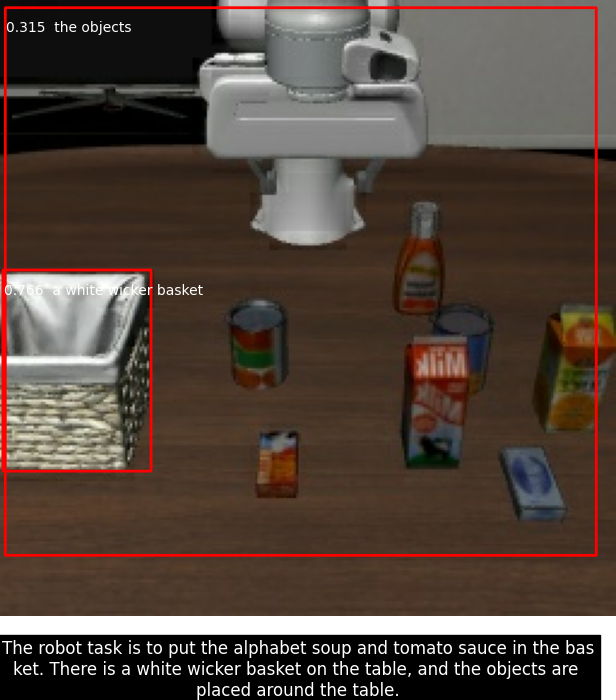 0.315 the objects
0.766 a white wicker basket
Milk
Milk
The robot task is to put the alphabet soup and tomato sauce in the bas
ket. There is a white wicker basket on the table, and the objects are
placed around the table.